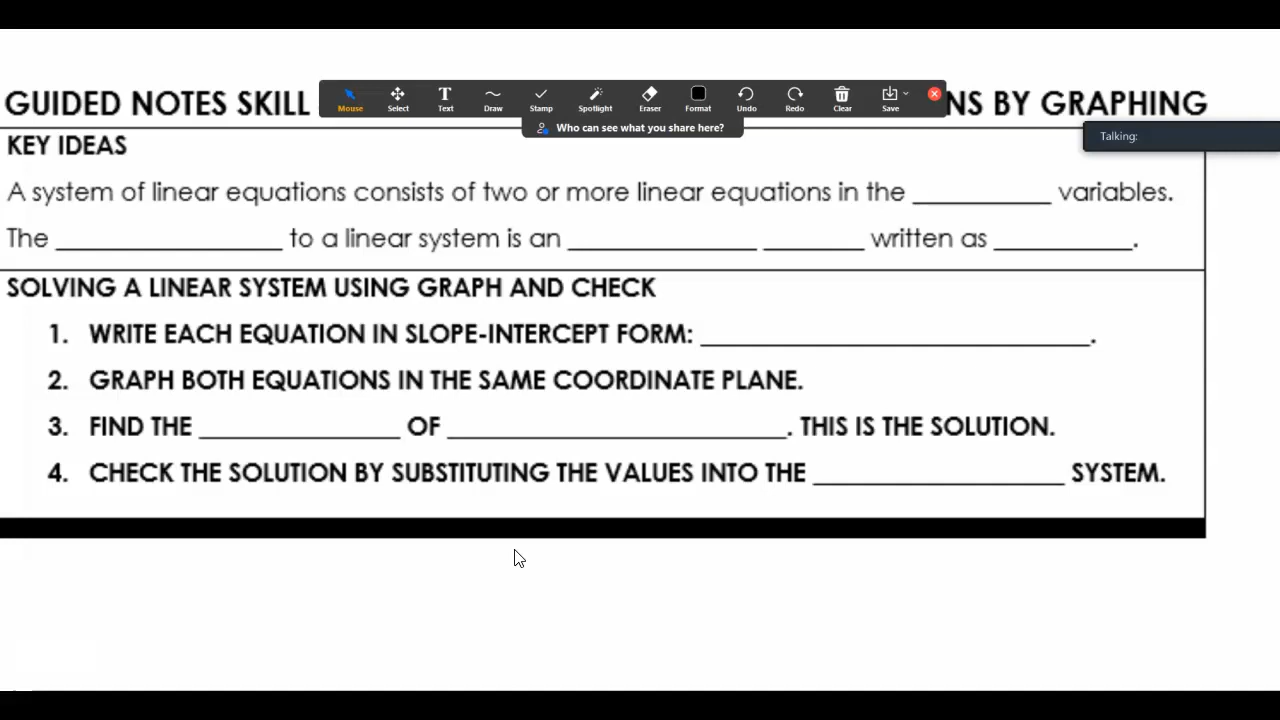 GUIDED NOTES SKILL
NS BY GRAPHING
Mouse Select Text Draw Stamp Spotlight Eraser Format Undo Redo Clear Save
Who can see what you share here?
Talking:
KEY IDEAS
A system of linear equations consists of two or more linear equations in the __________ variables.
The _________________ to a linear system is an ______________ ________ written as __________.
SOLVING A LINEAR SYSTEM USING GRAPH AND CHECK
1. WRITE EACH EQUATION IN SLOPE-INTERCEPT FORM: _____________________________.
2. GRAPH BOTH EQUATIONS IN THE SAME COORDINATE PLANE.
3. FIND THE _______________ OF _________________________. THIS IS THE SOLUTION.
4. CHECK THE SOLUTION BY SUBSTITUTING THE VALUES INTO THE ___________________ SYSTEM.